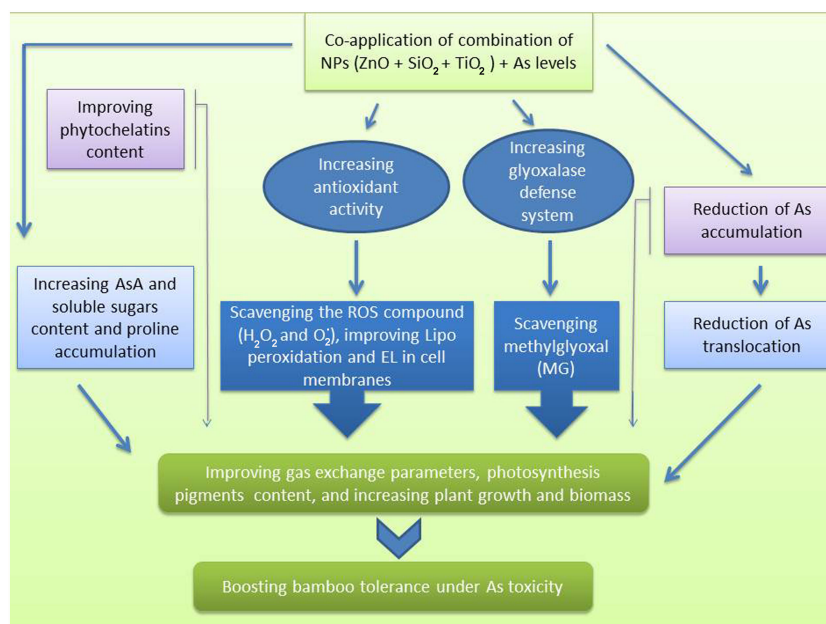 Co-application of combination of
NPs (ZnO + SiO₂ + TiO₂ ) + As levels
Improving
phytochelatins
content
Increasing
antioxidant
activity
Increasing
glyoxalase
defense
system
Reduction of As
accumulation
Increasing AsA and
soluble sugars
content and proline
accumulation
Scavenging the ROS compound
(H₂O₂ and O₂⁻), improving Lipo
peroxidation and EL in cell
membranes
Scavenging
methylglyoxal
(MG)
Reduction of As
translocation
Improving gas exchange parameters, photosynthesis
pigments content, and increasing plant growth and biomass
Boosting bamboo tolerance under As toxicity